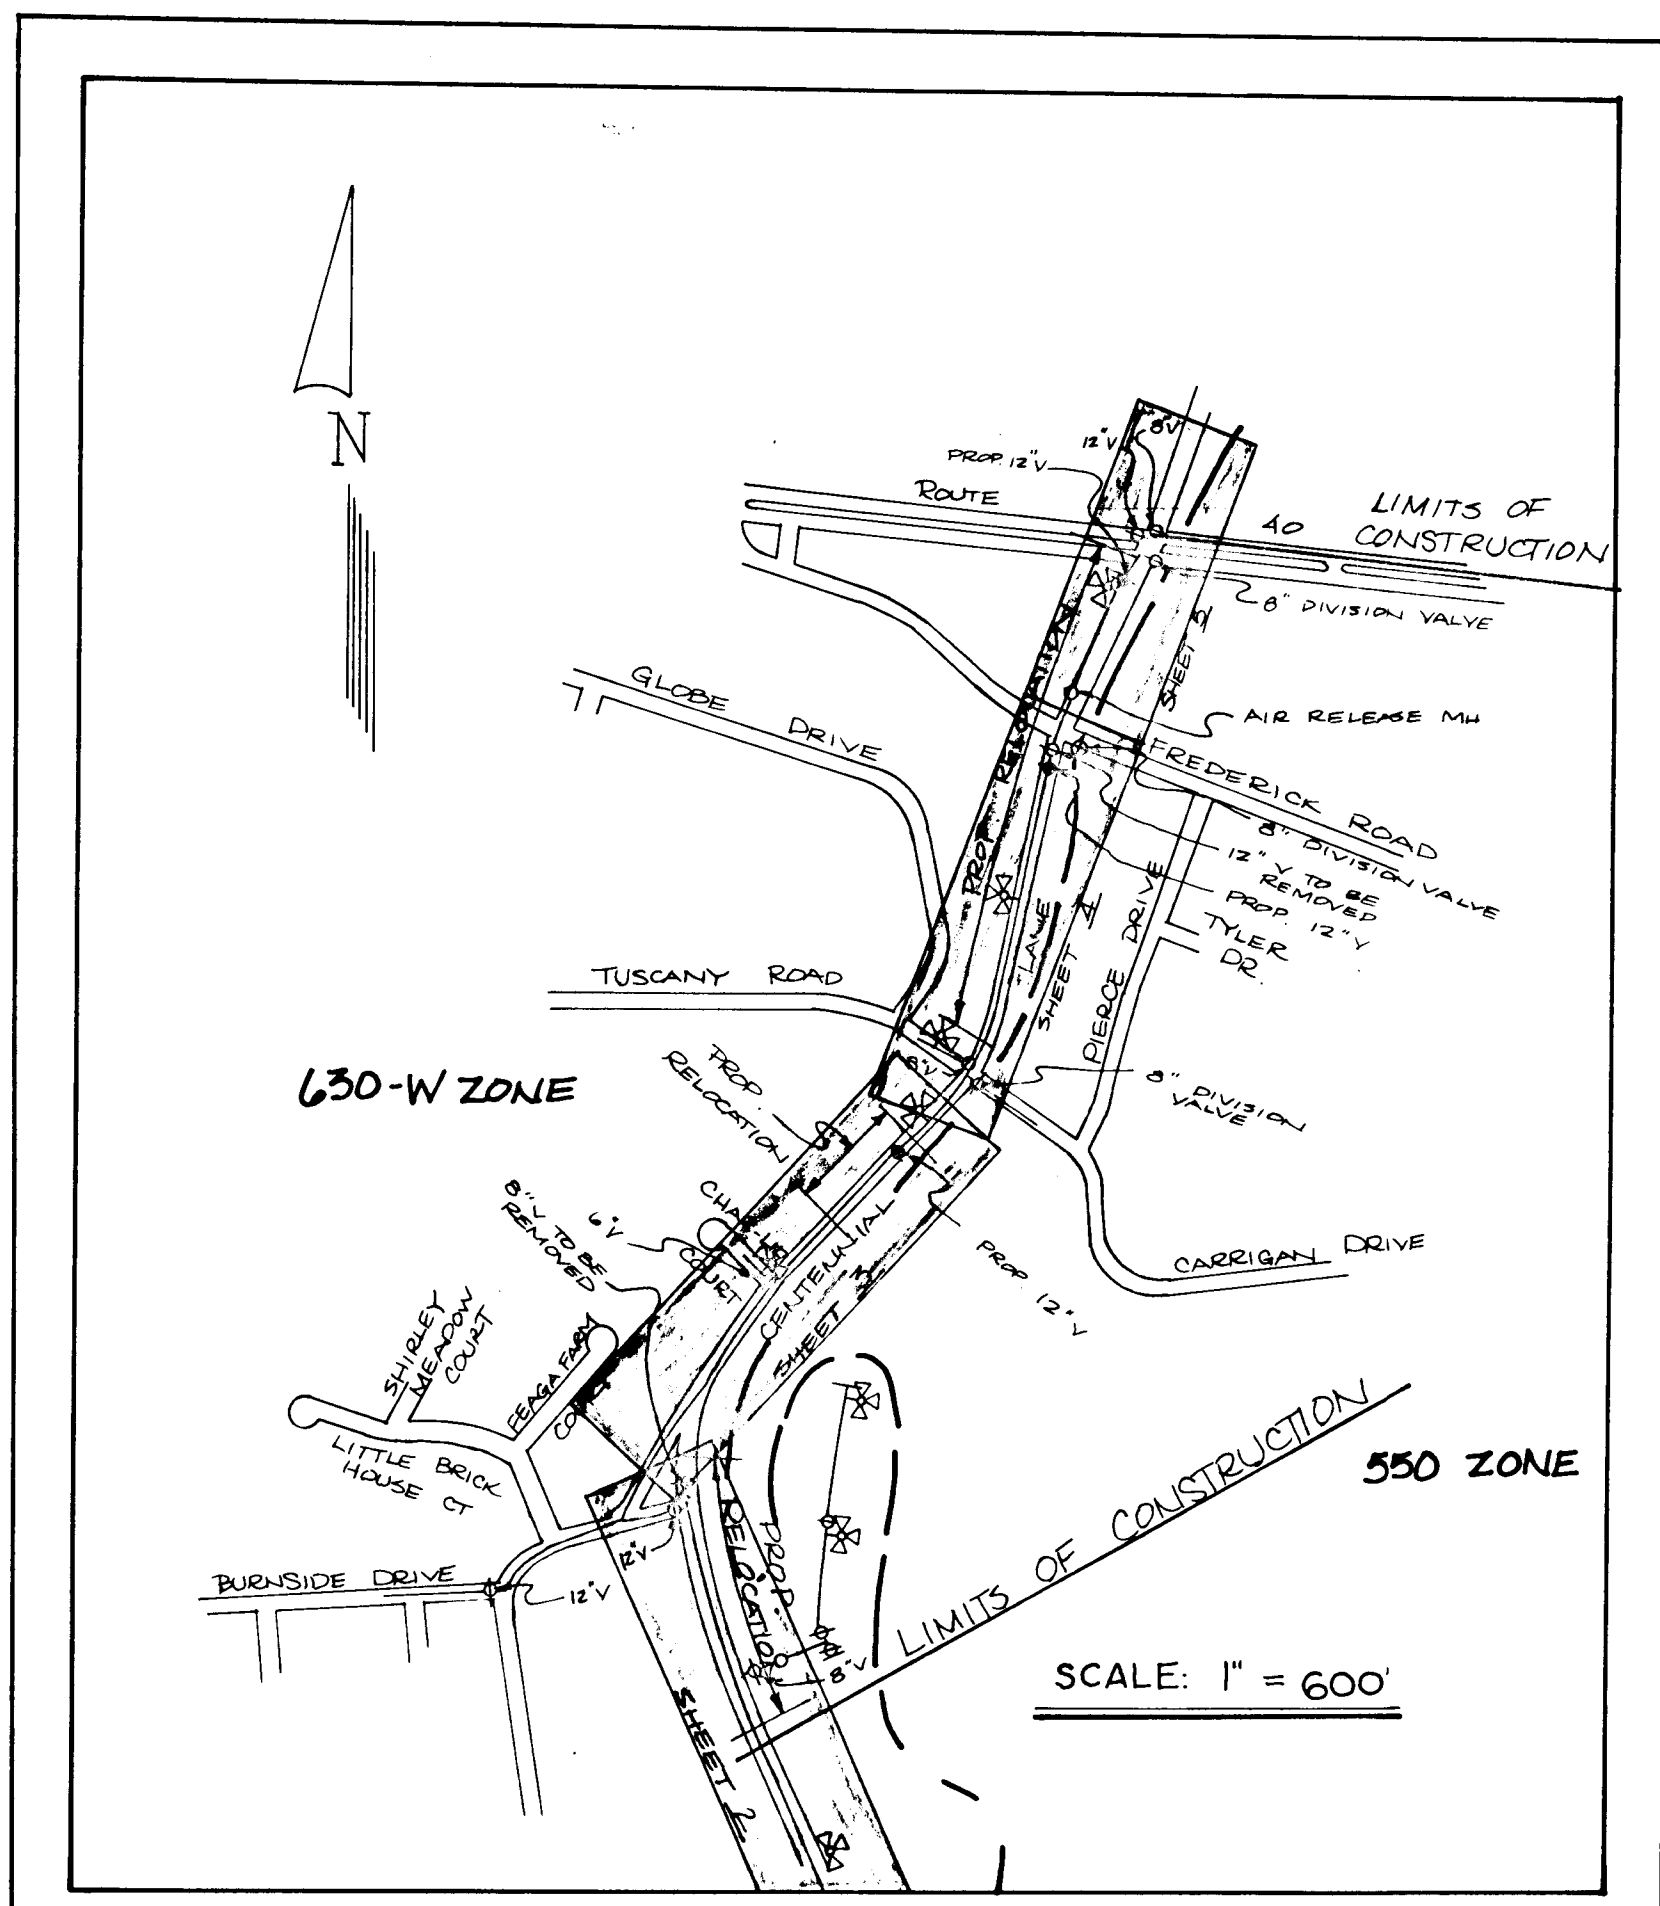 N
12"V
8"V
PROP. 12"V
ROUTE
40
LIMITS OF
CONSTRUCTION
8" DIVISION VALVE
SHEET 5
PROP. RELOCATION
GLOBE DRIVE
AIR RELEASE MH
FREDERICK ROAD
8" DIVISION VALVE
12" V TO BE
REMOVED
PROP. 12" V
TYLER
DR.
PIERCE DRIVE
LANE
SHEET 4
TUSCANY ROAD
8"V
8" DIVISION
VALVE
630-W ZONE
PROP.
RELOCATION
8" V TO BE
REMOVED
6"V
COURT
CENTENNIAL
SHEET 3
PROP. 12" V
CARRIGAN DRIVE
SHIRLEY
MEADOW
COURT
FEAGA FARM
COURT
LITTLE BRICK
HOUSE CT
BURNSIDE DRIVE
12"V
12"V
PROP.
RELOCATION
8"V
LIMITS OF CONSTRUCTION
550 ZONE
SCALE: 1" = 600'
SHEET 2